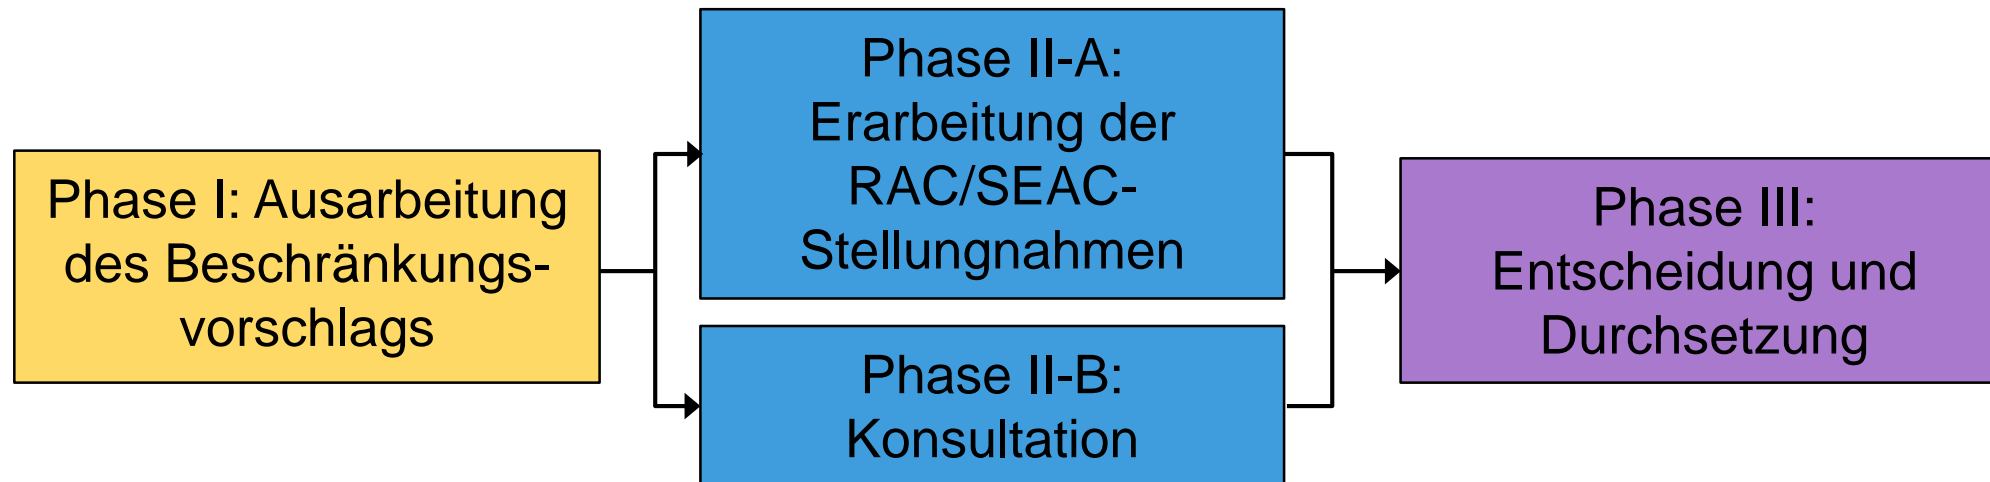 Phase I: Ausarbeitung
des Beschränkungs-
vorschlags
Phase II-A:
Erarbeitung der
RAC/SEAC-
Stellungnahmen
Phase II-B:
Konsultation
Phase III:
Entscheidung und
Durchsetzung